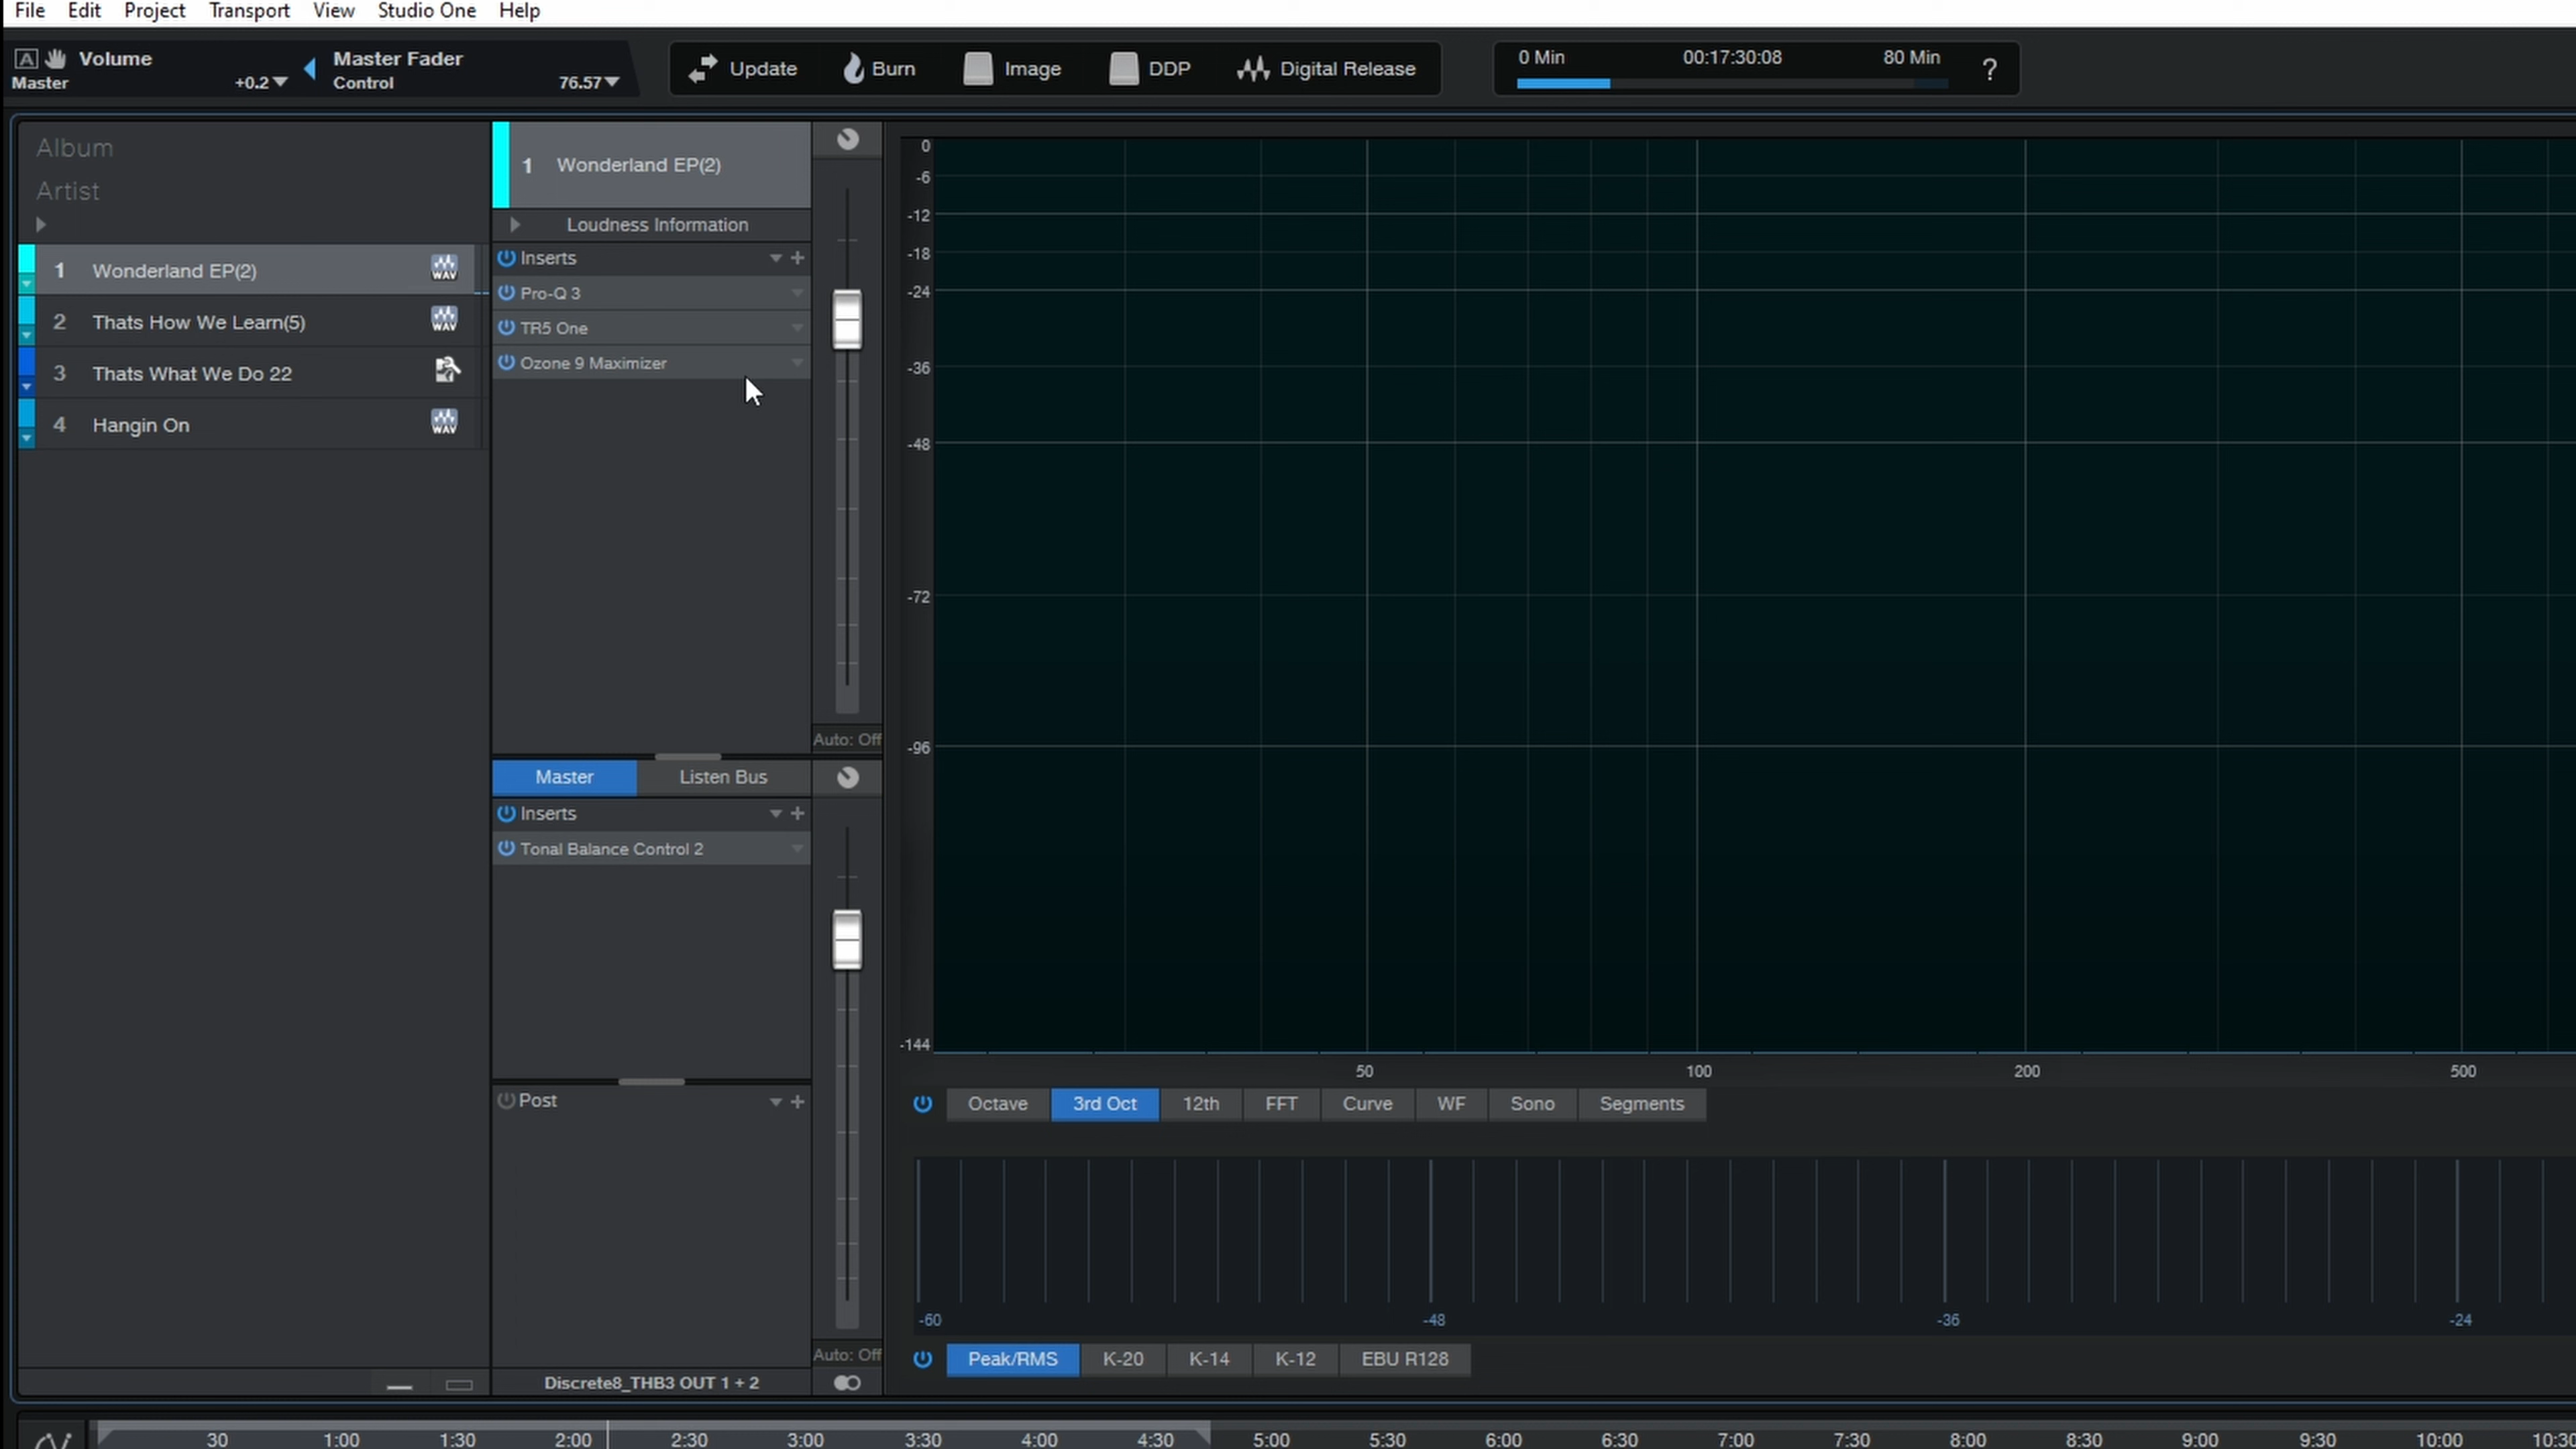 File Edit Project Transport View Studio One Help
A Volume Master Fader
Master +0.2 Control 76.57
Update Burn Image DDP Digital Release
0 Min 00:17:30:08 80 Min ?
Album
Artist
1 Wonderland EP(2) WAV
2 Thats How We Learn(5) WAV
3 Thats What We Do 22
4 Hangin On WAV
1 Wonderland EP(2)
Loudness Information
Inserts
Pro-Q 3
TR5 One
Ozone 9 Maximizer
Auto: Off
Master Listen Bus
Inserts
Tonal Balance Control 2
Post
Auto: Off
Discrete8_THB3 OUT 1 + 2
0
-6
-12
-18
-24
-36
-48
-72
-96
-144
50 100 200 500
Octave 3rd Oct 12th FFT Curve WF Sono Segments
-60 -48 -36 -24
Peak/RMS K-20 K-14 K-12 EBU R128
30 1:00 1:30 2:00 2:30 3:00 3:30 4:00 4:30 5:00 5:30 6:00 6:30 7:00 7:30 8:00 8:30 9:00 9:30 10:00 10:30